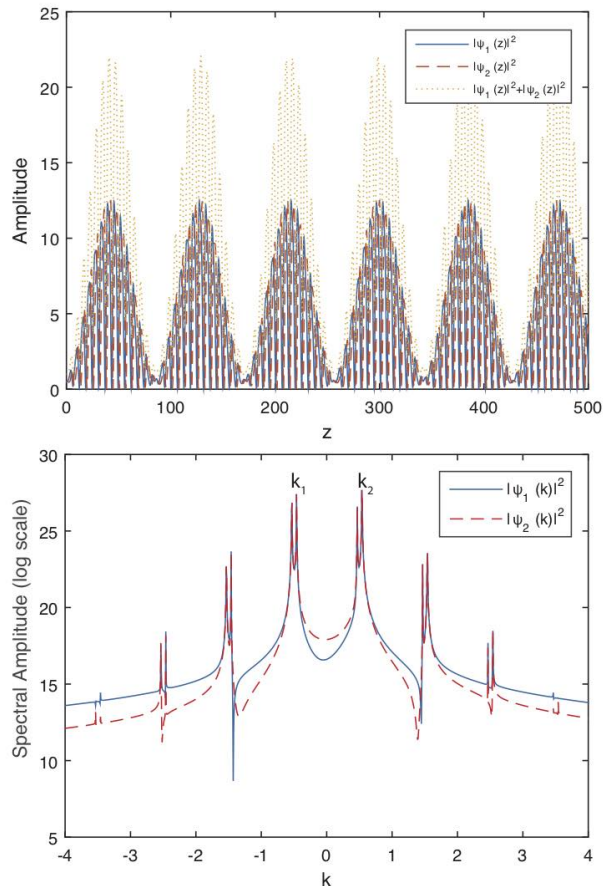 25
20
15
10
5
0
Amplitude
|ψ₁ (z)|²
|ψ₂ (z)|²
|ψ₁ (z)|²+|ψ₂ (z)|²
0 100 200 300 400 500
z
30
25
20
15
10
5
Spectral Amplitude (log scale)
k₁ k₂
|ψ₁ (k)|²
|ψ₂ (k)|²
-4 -3 -2 -1 0 1 2 3 4
k